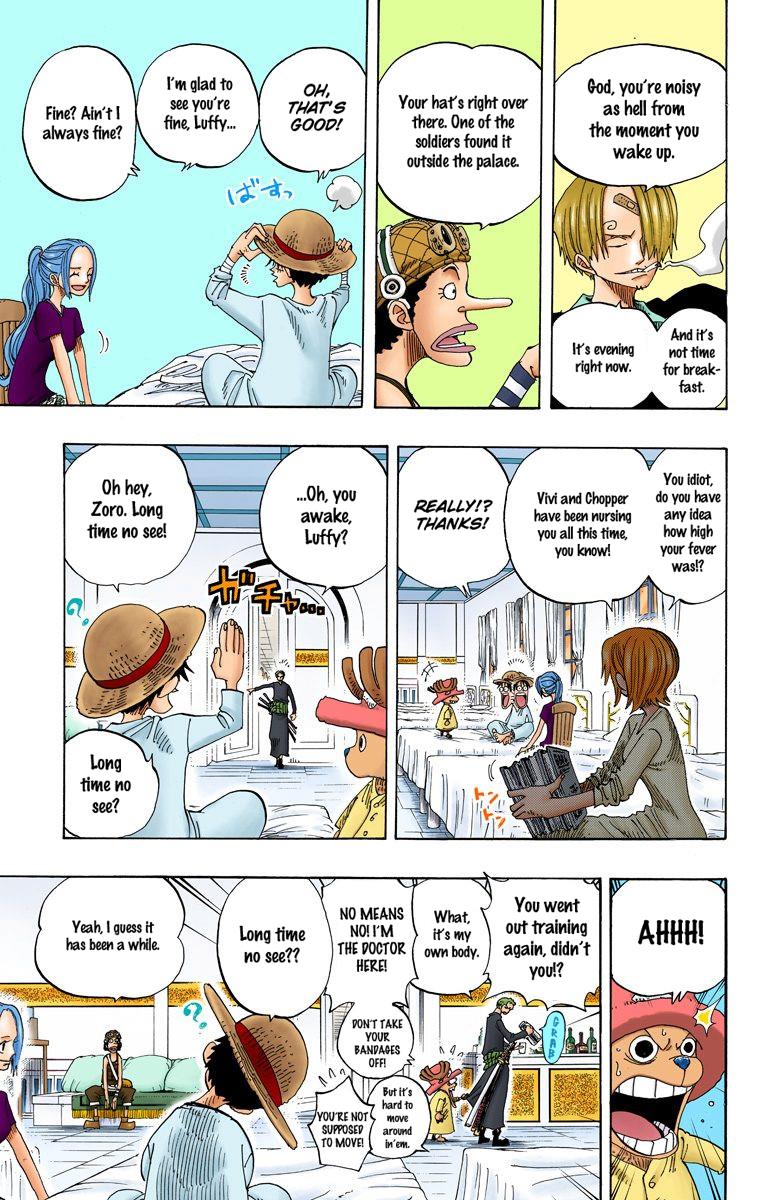 God, you're noisy
as hell from
the moment you
wake up.
And it's
not time
for break-
fast.
It's evening
right now.
Your hat's right over
there. One of the
soldiers found it
outside the palace.
OH,
THAT'S
GOOD!
I'm glad to
see you're
fine, Luffy...
Fine? Ain't I
always fine?
ばすっ
You idiot,
do you have
any idea
how high
your fever
was!?
Vivi and Chopper
have been nursing
you all this time,
you know!
REALLY!?
THANKS!
トントン
...Oh, you
awake,
Luffy?
ガチャ...
Oh hey,
Zoro. Long
time no see!
?
Long
time no
see?
AHHH!
You went
out training
again, didn't
you!?
GRAB
What,
it's my
own body.
NO MEANS
NO! I'M
THE DOCTOR
HERE!
DON'T TAKE
YOUR
BANDAGES
OFF!
But it's
hard to
move
around
in'em.
YOU'RE NOT
SUPPOSED
TO MOVE!
Long time
no see??
?
Yeah, I guess it
has been a while.